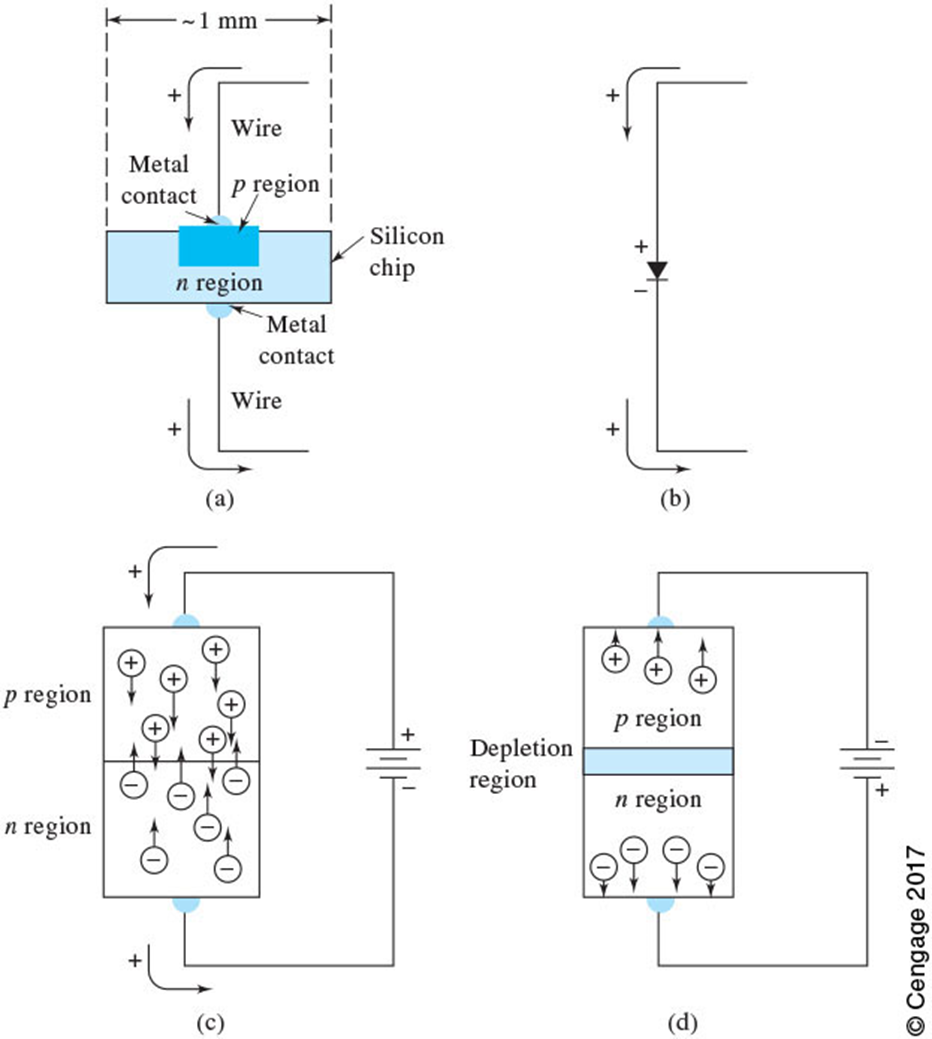 ~1 mm
+
Wire
Metal
contact
p region
Silicon
chip
n region
Metal
contact
Wire
+
(a)
+
+
−
+
(b)
+
p region
+
+
+
+
+
+
n region
−
−
−
−
−
−
+
−
+
(c)
+
+
+
p region
Depletion
region
n region
−
−
−
−
−
+
(d)
© Cengage 2017